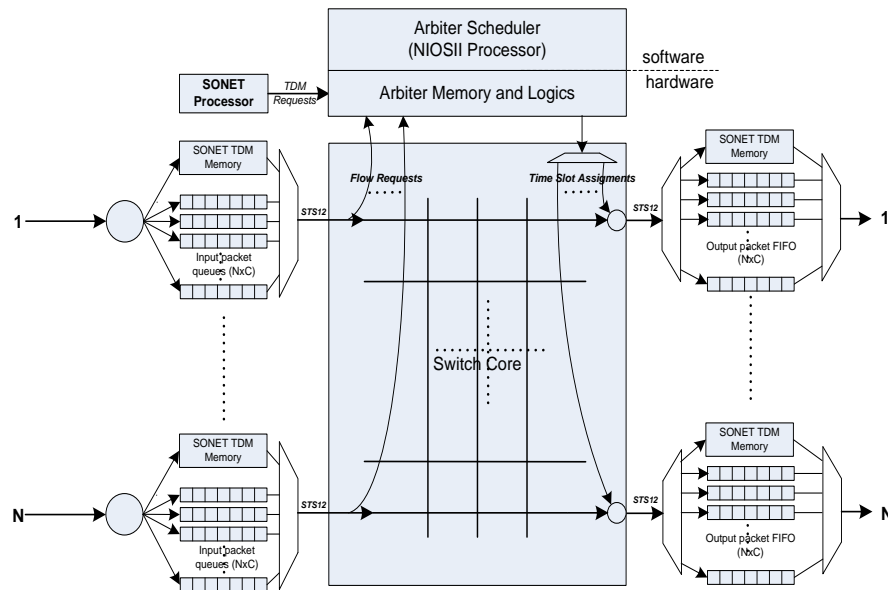 Arbiter Scheduler
(NIOSII Processor)
software
hardware
SONET
Processor
TDM
Requests
Arbiter Memory and Logics
SONET TDM
Memory
Flow Requests
Time Slot Assigments
SONET TDM
Memory
1
STS12
STS12
1
Input packet
queues (NxC)
Output packet FIFO
(NxC)
Switch Core
SONET TDM
Memory
SONET TDM
Memory
N
STS12
STS12
N
Input packet
queues (NxC)
Output packet FIFO
(NxC)